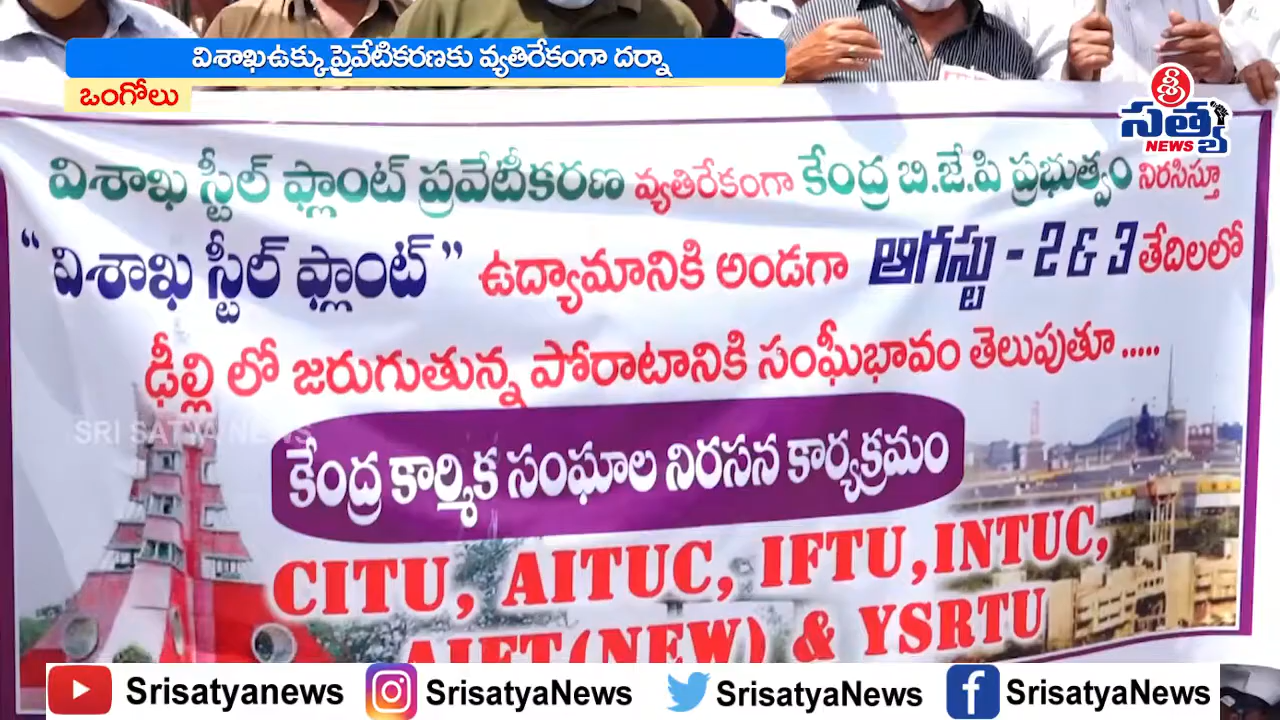 విశాఖఉక్కుప్రైవేటికరణకు వ్యతిరేకంగా దర్నా
ఒంగోలు
శ్రీ
సత్య
NEWS
విశాఖ స్టీల్ ప్లాంట్ ప్రవేటీకరణ వ్యతిరేకంగా కేంద్ర బి.జే.పి ప్రభుత్వం నిరసిస్తూ
“విశాఖ స్టీల్ ప్లాంట్” ఉద్యామానికి అండగా ఆగస్టు - 2 & 3 తేదిలలో
ఢీల్లి లో జరుగుతున్న పోరాటానికి సంఘీభావం తెలుపుతూ .....
SRI SATYA NEWS
కేంద్ర కార్మిక సంఘాల నిరసన కార్యక్రమం
CITU, AITUC, IFTU, INTUC,
(NEW) & YSRTU
Srisatyanews SrisatyaNews SrisatyaNews SrisatyaNews